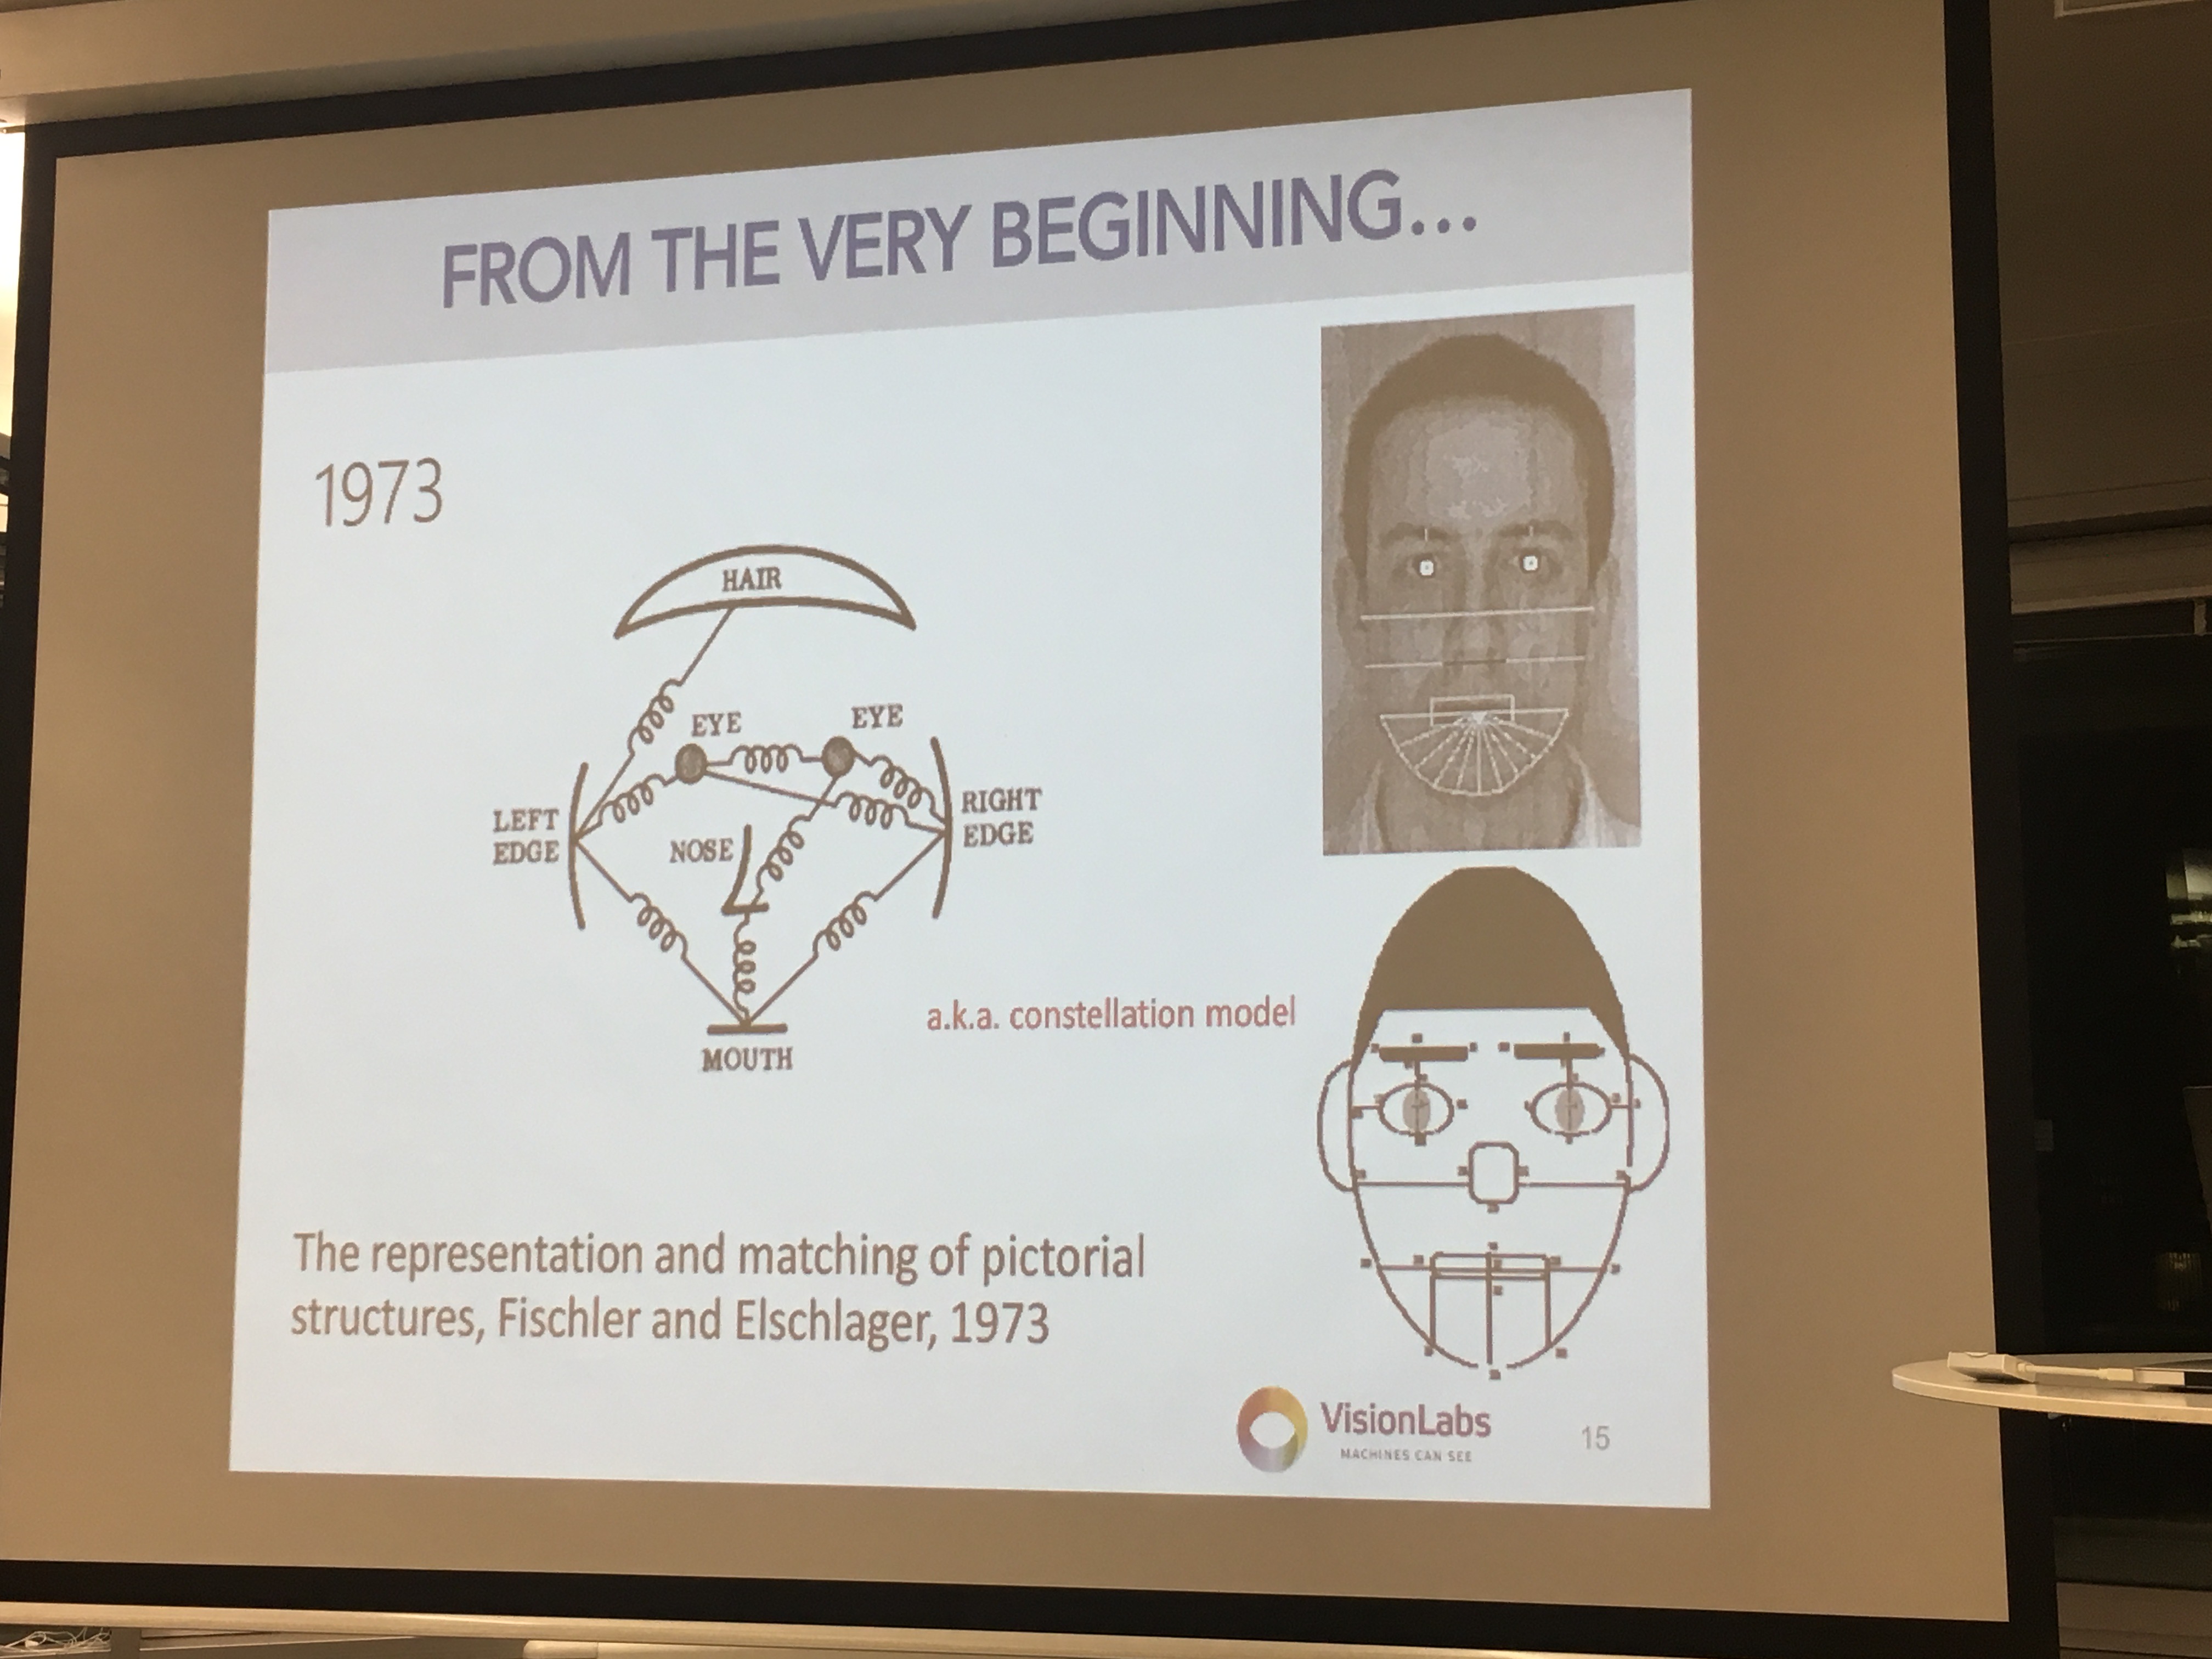 FROM THE VERY BEGINNING...
1973
HAIR
EYE
EYE
LEFT
EDGE
NOSE
RIGHT
EDGE
MOUTH
a.k.a. constellation model
The representation and matching of pictorial
structures, Fischler and Elschlager, 1973
VisionLabs
MACHINES CAN SEE
15